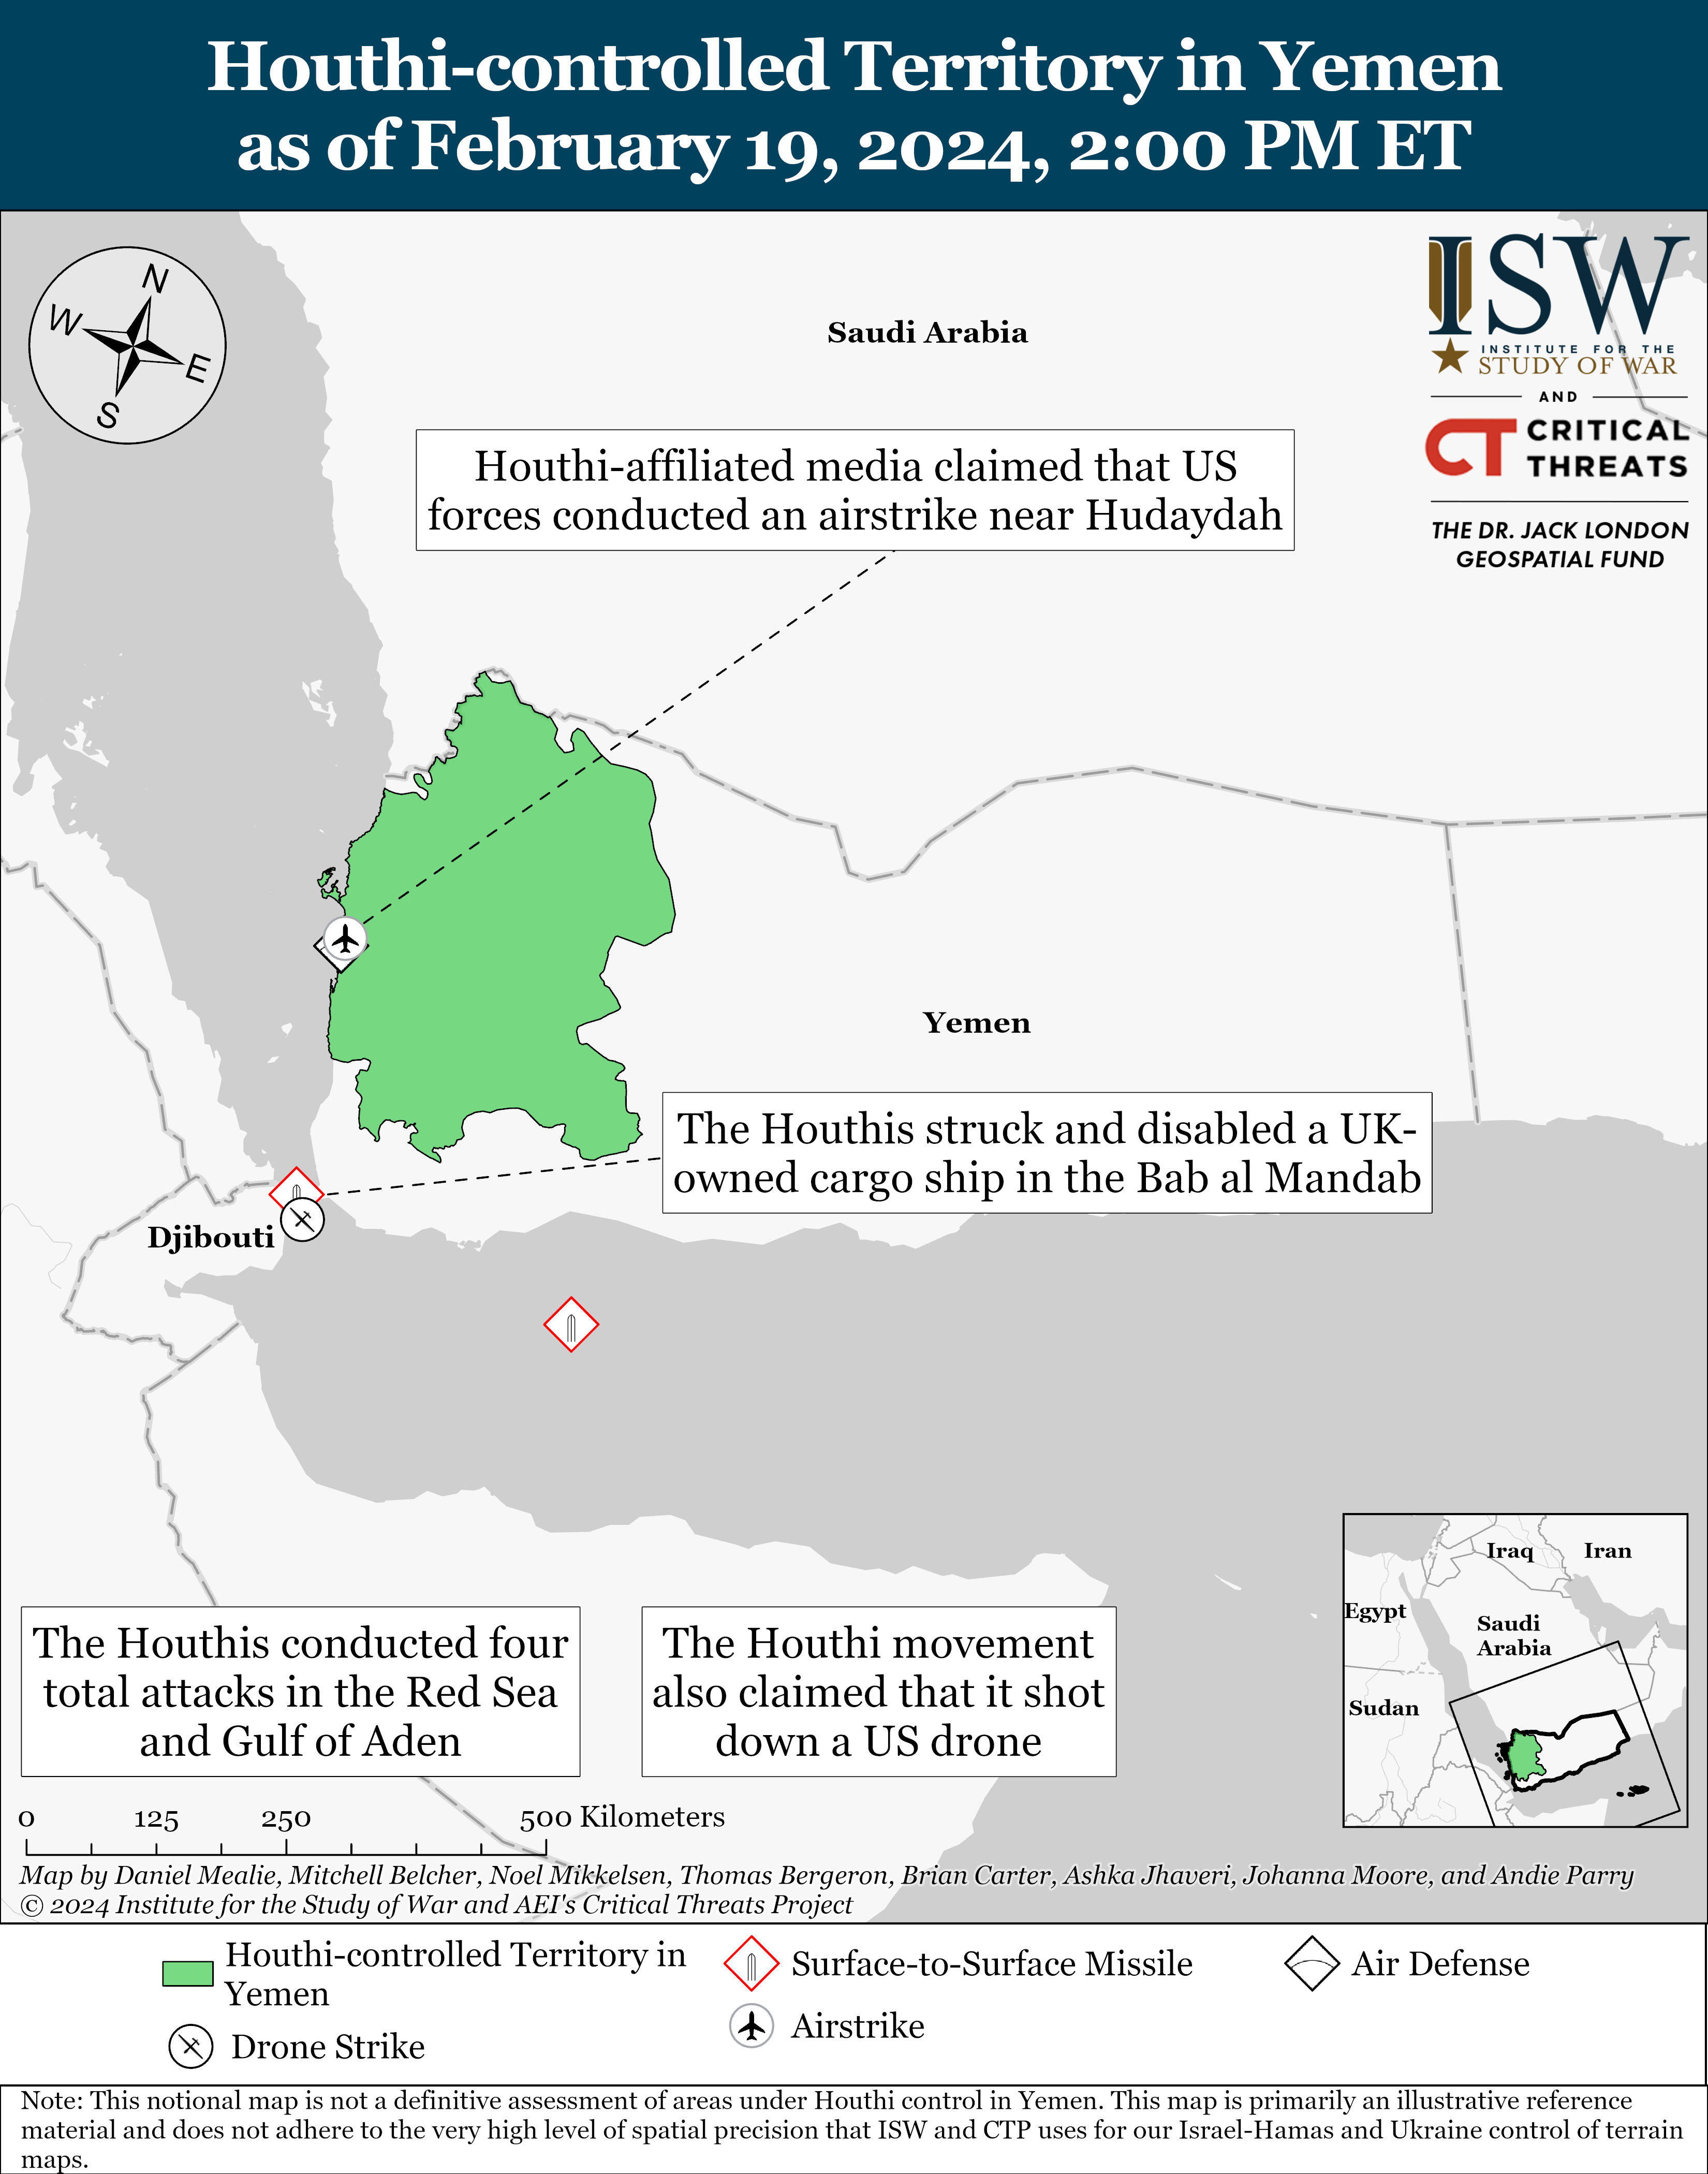 Houthi-controlled Territory in Yemen
as of February 19, 2024, 2:00 PM ET
N
W
E
S
ISW
INSTITUTE FOR THE
STUDY OF WAR
AND
CT CRITICAL
THREATS
THE DR. JACK LONDON
GEOSPATIAL FUND
Saudi Arabia
Houthi-affiliated media claimed that US
forces conducted an airstrike near Hudaydah
Yemen
The Houthis struck and disabled a UK-
owned cargo ship in the Bab al Mandab
Djibouti
Iraq
Iran
Egypt
Saudi
Arabia
Sudan
The Houthis conducted four
total attacks in the Red Sea
and Gulf of Aden
The Houthi movement
also claimed that it shot
down a US drone
0 125 250 500 Kilometers
Map by Daniel Mealie, Mitchell Belcher, Noel Mikkelsen, Thomas Bergeron, Brian Carter, Ashka Jhaveri, Johanna Moore, and Andie Parry
© 2024 Institute for the Study of War and AEI's Critical Threats Project
Houthi-controlled Territory in
Yemen
Surface-to-Surface Missile
Air Defense
Drone Strike
Airstrike
Note: This notional map is not a definitive assessment of areas under Houthi control in Yemen. This map is primarily an illustrative reference
material and does not adhere to the very high level of spatial precision that ISW and CTP uses for our Israel-Hamas and Ukraine control of terrain
maps.